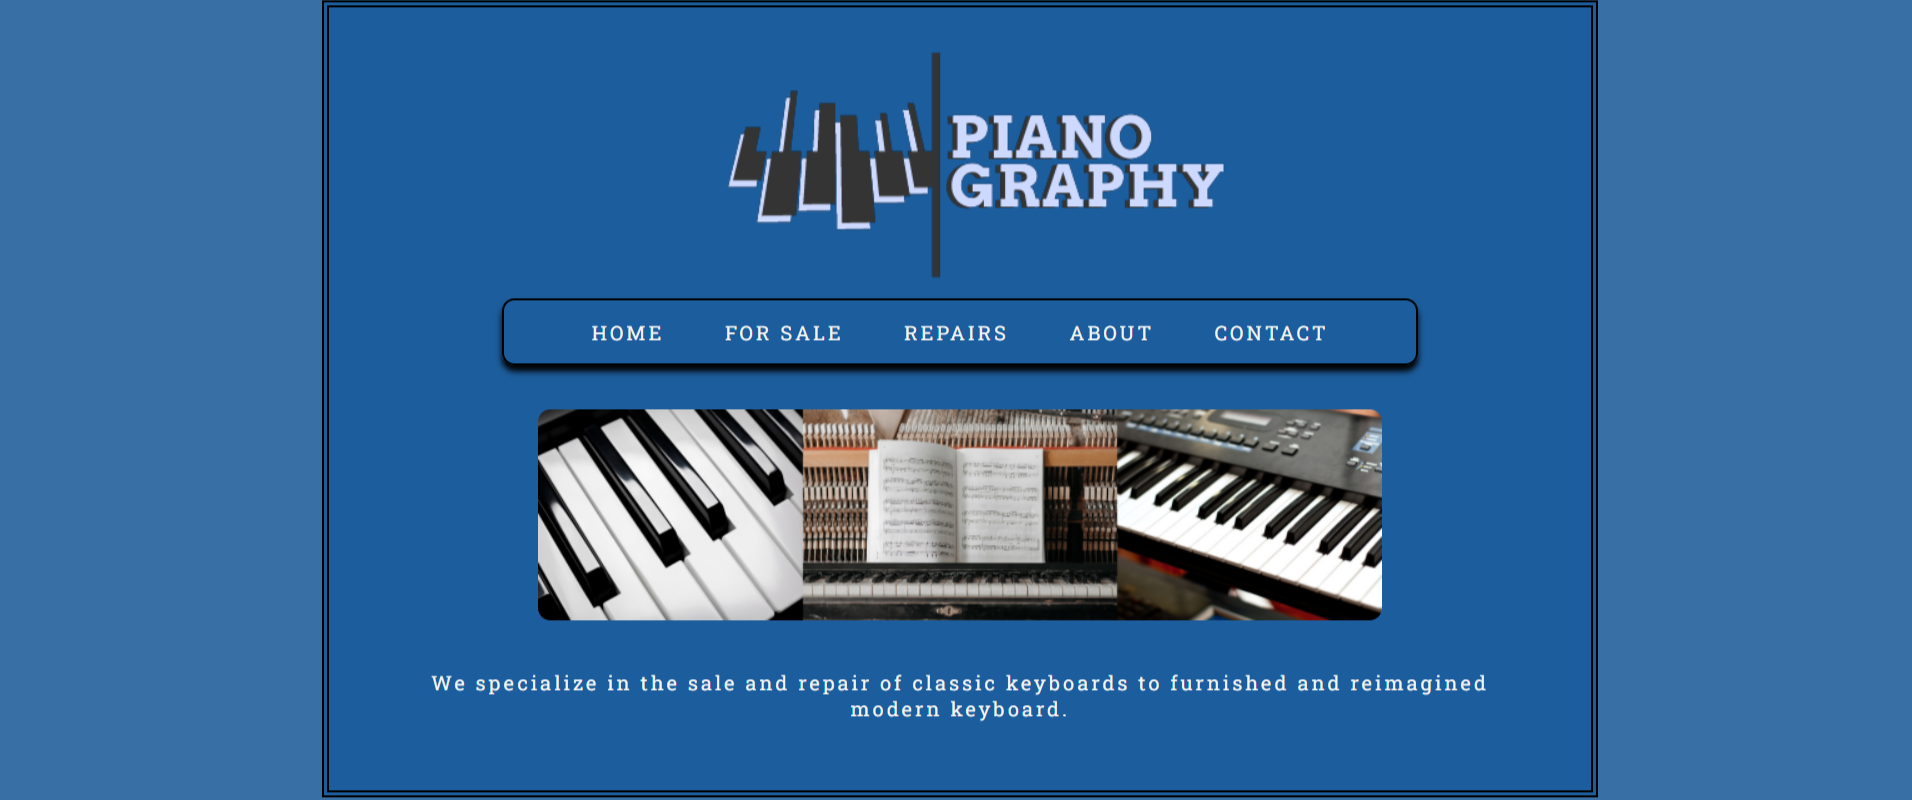 PIANO
GRAPHY
HOME FOR SALE REPAIRS ABOUT CONTACT
We specialize in the sale and repair of classic keyboards to furnished and reimagined
modern keyboard.